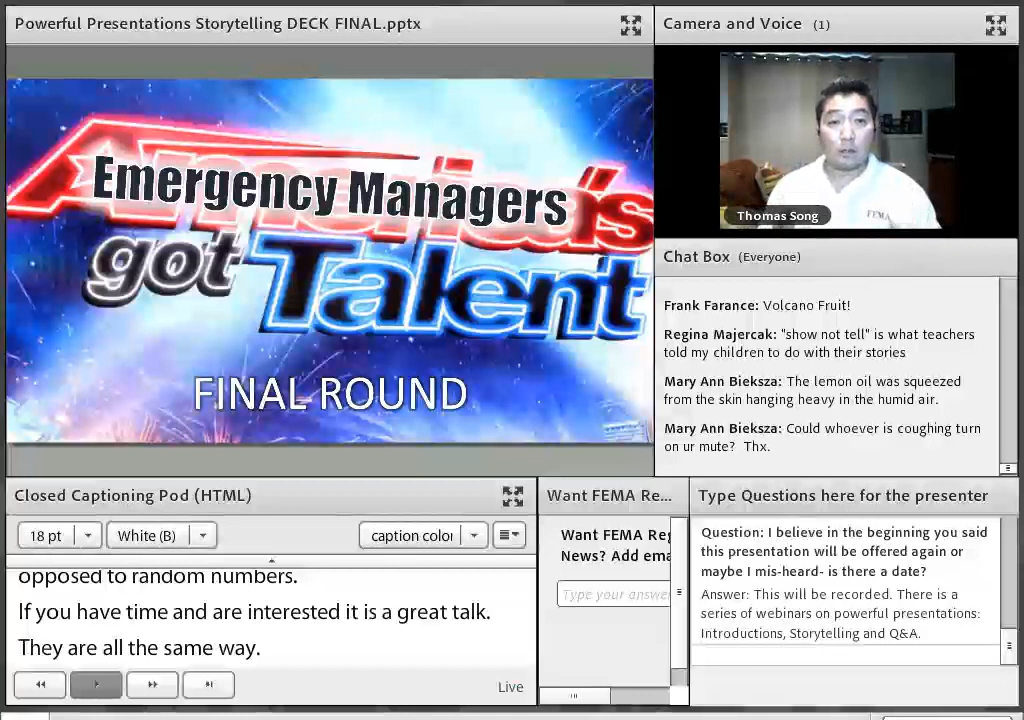 Powerful Presentations Storytelling DECK FINAL.pptx
Emergency Managers
got Talent
FINAL ROUND
Camera and Voice (1)
FEMA
Thomas Song
Chat Box (Everyone)
Frank Farance: Volcano Fruit!
Regina Majercak: "show not tell" is what teachers
told my children to do with their stories
Mary Ann Bieksza: The lemon oil was squeezed
from the skin hanging heavy in the humid air.
Mary Ann Bieksza: Could whoever is coughing turn
on ur mute? Thx.
Closed Captioning Pod (HTML)
18 pt
White (B)
caption color
opposed to random numbers.
If you have time and are interested it is a great talk.
They are all the same way.
Live
Want FEMA Re...
Want FEMA Reg
News? Add ema
Type your answe
Type Questions here for the presenter
Question: I believe in the beginning you said
this presentation will be offered again or
maybe I mis-heard- is there a date?
Answer: This will be recorded. There is a
series of webinars on powerful presentations:
Introductions, Storytelling and Q&A.